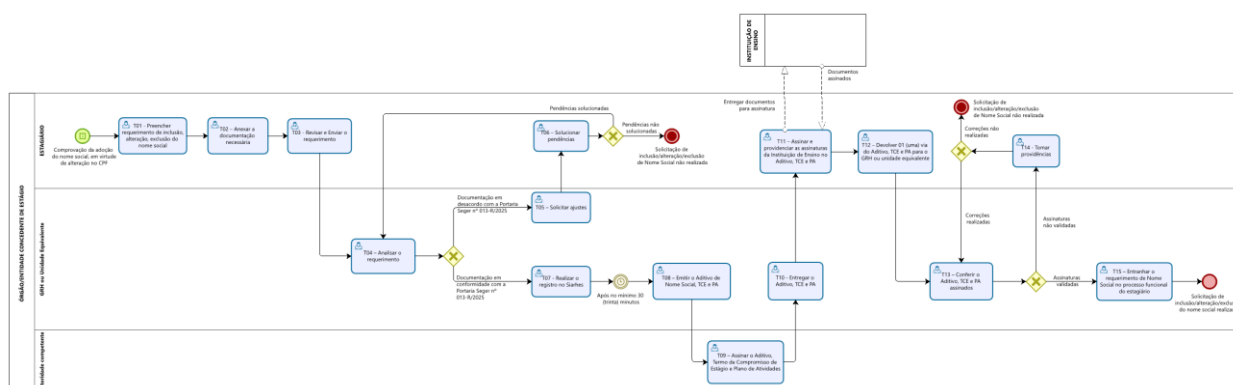 INSTITUIÇÃO DE
ENSINO
Entregar documentos
para assinatura
Documentos
assinados
ÓRGÃO/ENTIDADE CONCEDENTE DE ESTÁGIO
ESTAGIÁRIO
Comprovação da adoção
do nome social, em virtude
de alteração no CPF
T01 - Preencher
requerimento de inclusão,
alteração, exclusão do
nome social
T02 – Anexar a
documentação
necessária
T03 - Revisar e Enviar o
requerimento
Pendências solucionadas
T06 – Solucionar
pendências
Pendências não
solucionadas
Solicitação de
inclusão/alteração/exclusão
de Nome Social não realizada
T11 – Assinar e
providenciar as assinaturas
da Instituição de Ensino no
Aditivo, TCE e PA
T12 – Devolver 01 (uma) via
do Aditivo, TCE e PA para o
GRH ou unidade equivalente
Solicitação de
inclusão/alteração/exclusão
de Nome Social não realizada
Correções não realizadas
T14 – Tomar
providências
GRH ou Unidade Equivalente
T04 – Analisar o
requerimento
Documentação em
desacordo com a Portaria
Seger nº 013-R/2025
T05 – Solicitar ajustes
Documentação em
conformidade com a
Portaria Seger nº
013-R/2025
T07 - Realizar o
registro no Siarhes
Após no mínimo 30
(trinta) minutos
T08 – Emitir o Aditivo de
Nome Social, TCE e PA
T10 – Entregar o
Aditivo, TCE e PA
Correções
realizadas
Assinaturas
não validadas
T13 – Conferir o
Aditivo, TCE e PA
assinados
Assinaturas
validadas
T15 – Entranhar o
requerimento de Nome
Social no processo funcional
do estagiário
Solicitação de
inclusão/alteração/exclus
do nome social realizad
toridade competente
T09 – Assinar o Aditivo,
Termo de Compromisso de
Estágio e Plano de Atividades